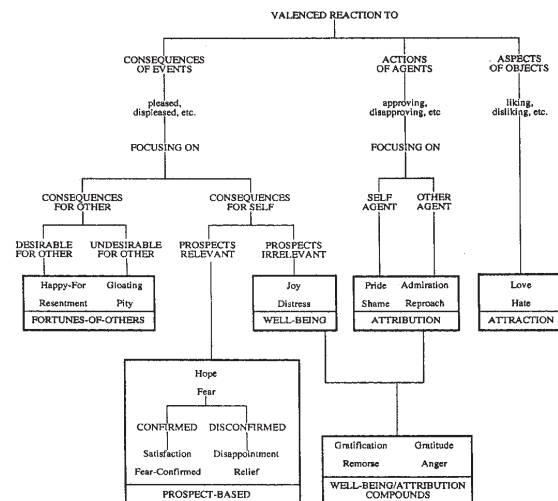 VALENCED REACTION TO
CONSEQUENCES
OF EVENTS
ACTIONS
OF AGENTS
ASPECTS
OF OBJECTS
pleased,
displeased, etc.
approving,
disapproving, etc
liking,
disliking, etc.
FOCUSING ON
FOCUSING ON
CONSEQUENCES
FOR OTHER
CONSEQUENCES
FOR SELF
SELF
AGENT
OTHER
AGENT
DESIRABLE
FOR OTHER
UNDESIRABLE
FOR OTHER
PROSPECTS
RELEVANT
PROSPECTS
IRRELEVANT
Happy-For Gloating
Resentment Pity
FORTUNES-OF-OTHERS
Joy
Distress
WELL-BEING
Pride Admiration
Shame Reproach
ATTRIBUTION
Love
Hate
ATTRACTION
Hope
Fear
CONFIRMED DISCONFIRMED
Satisfaction Disappointment
Fear-Confirmed Relief
PROSPECT-BASED
Gratification Gratitude
Remorse Anger
WELL-BEING/ATTRIBUTION
COMPOUNDS